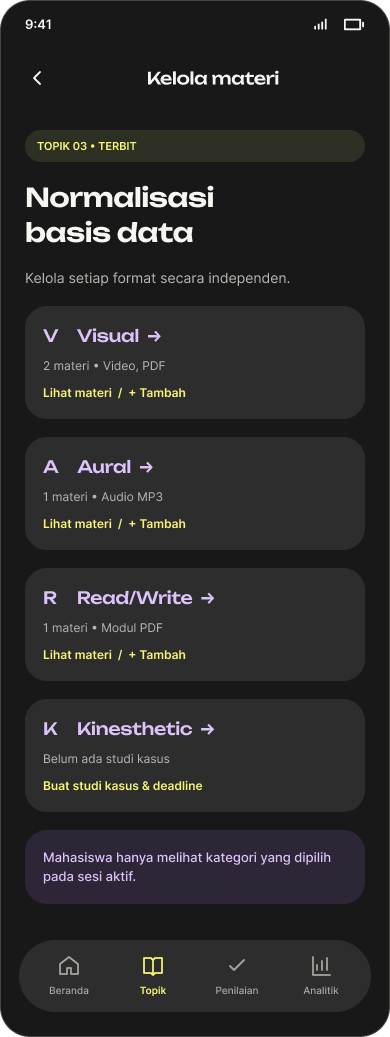 9:41
Kelola materi
TOPIK 03 • TERBIT
Normalisasi
basis data
Kelola setiap format secara independen.
V Visual →
2 materi • Video, PDF
Lihat materi / + Tambah
A Aural →
1 materi • Audio MP3
Lihat materi / + Tambah
R Read/Write →
1 materi • Modul PDF
Lihat materi / + Tambah
K Kinesthetic →
Belum ada studi kasus
Buat studi kasus & deadline
Mahasiswa hanya melihat kategori yang dipilih
pada sesi aktif.
Beranda Topik Penilaian Analitik